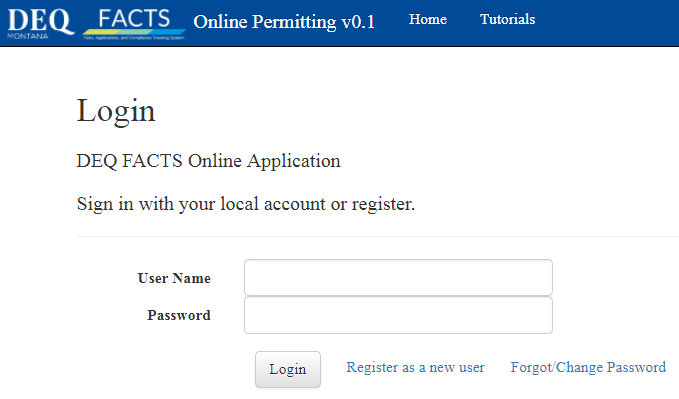 DEQ FACTS Online Permitting v0.1 Home Tutorials
MONTANA Fees, Applications, and Compliance Tracking System
Login
DEQ FACTS Online Application
Sign in with your local account or register.
User Name
Password
Login Register as a new user Forgot/Change Password